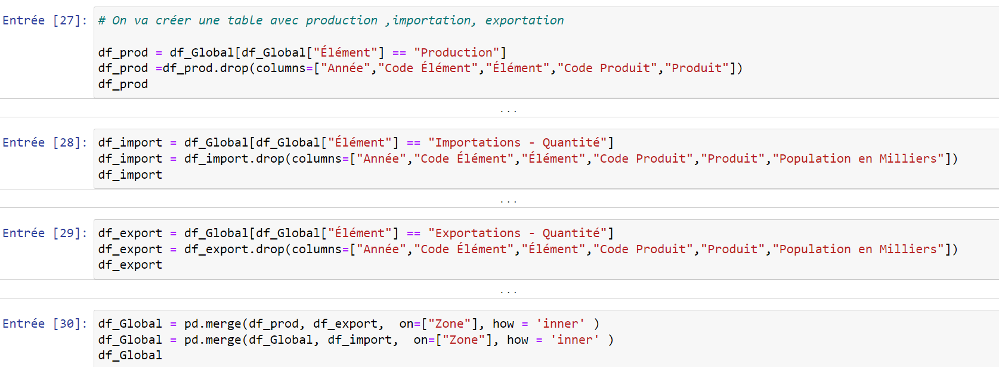 Entrée [27]: # On va créer une table avec production ,importation, exportation
df_prod = df_Global[df_Global["Élément"] == "Production"]
df_prod =df_prod.drop(columns=["Année","Code Élément","Élément","Code Produit","Produit"])
df_prod
...
Entrée [28]: df_import = df_Global[df_Global["Élément"] == "Importations - Quantité"]
df_import = df_import.drop(columns=["Année","Code Élément","Élément","Code Produit","Produit","Population en Milliers"])
df_import
...
Entrée [29]: df_export = df_Global[df_Global["Élément"] == "Exportations - Quantité"]
df_export = df_export.drop(columns=["Année","Code Élément","Élément","Code Produit","Produit","Population en Milliers"])
df_export
...
Entrée [30]: df_Global = pd.merge(df_prod, df_export,  on=["Zone"], how = 'inner' )
df_Global = pd.merge(df_Global, df_import,  on=["Zone"], how = 'inner' )
df_Global